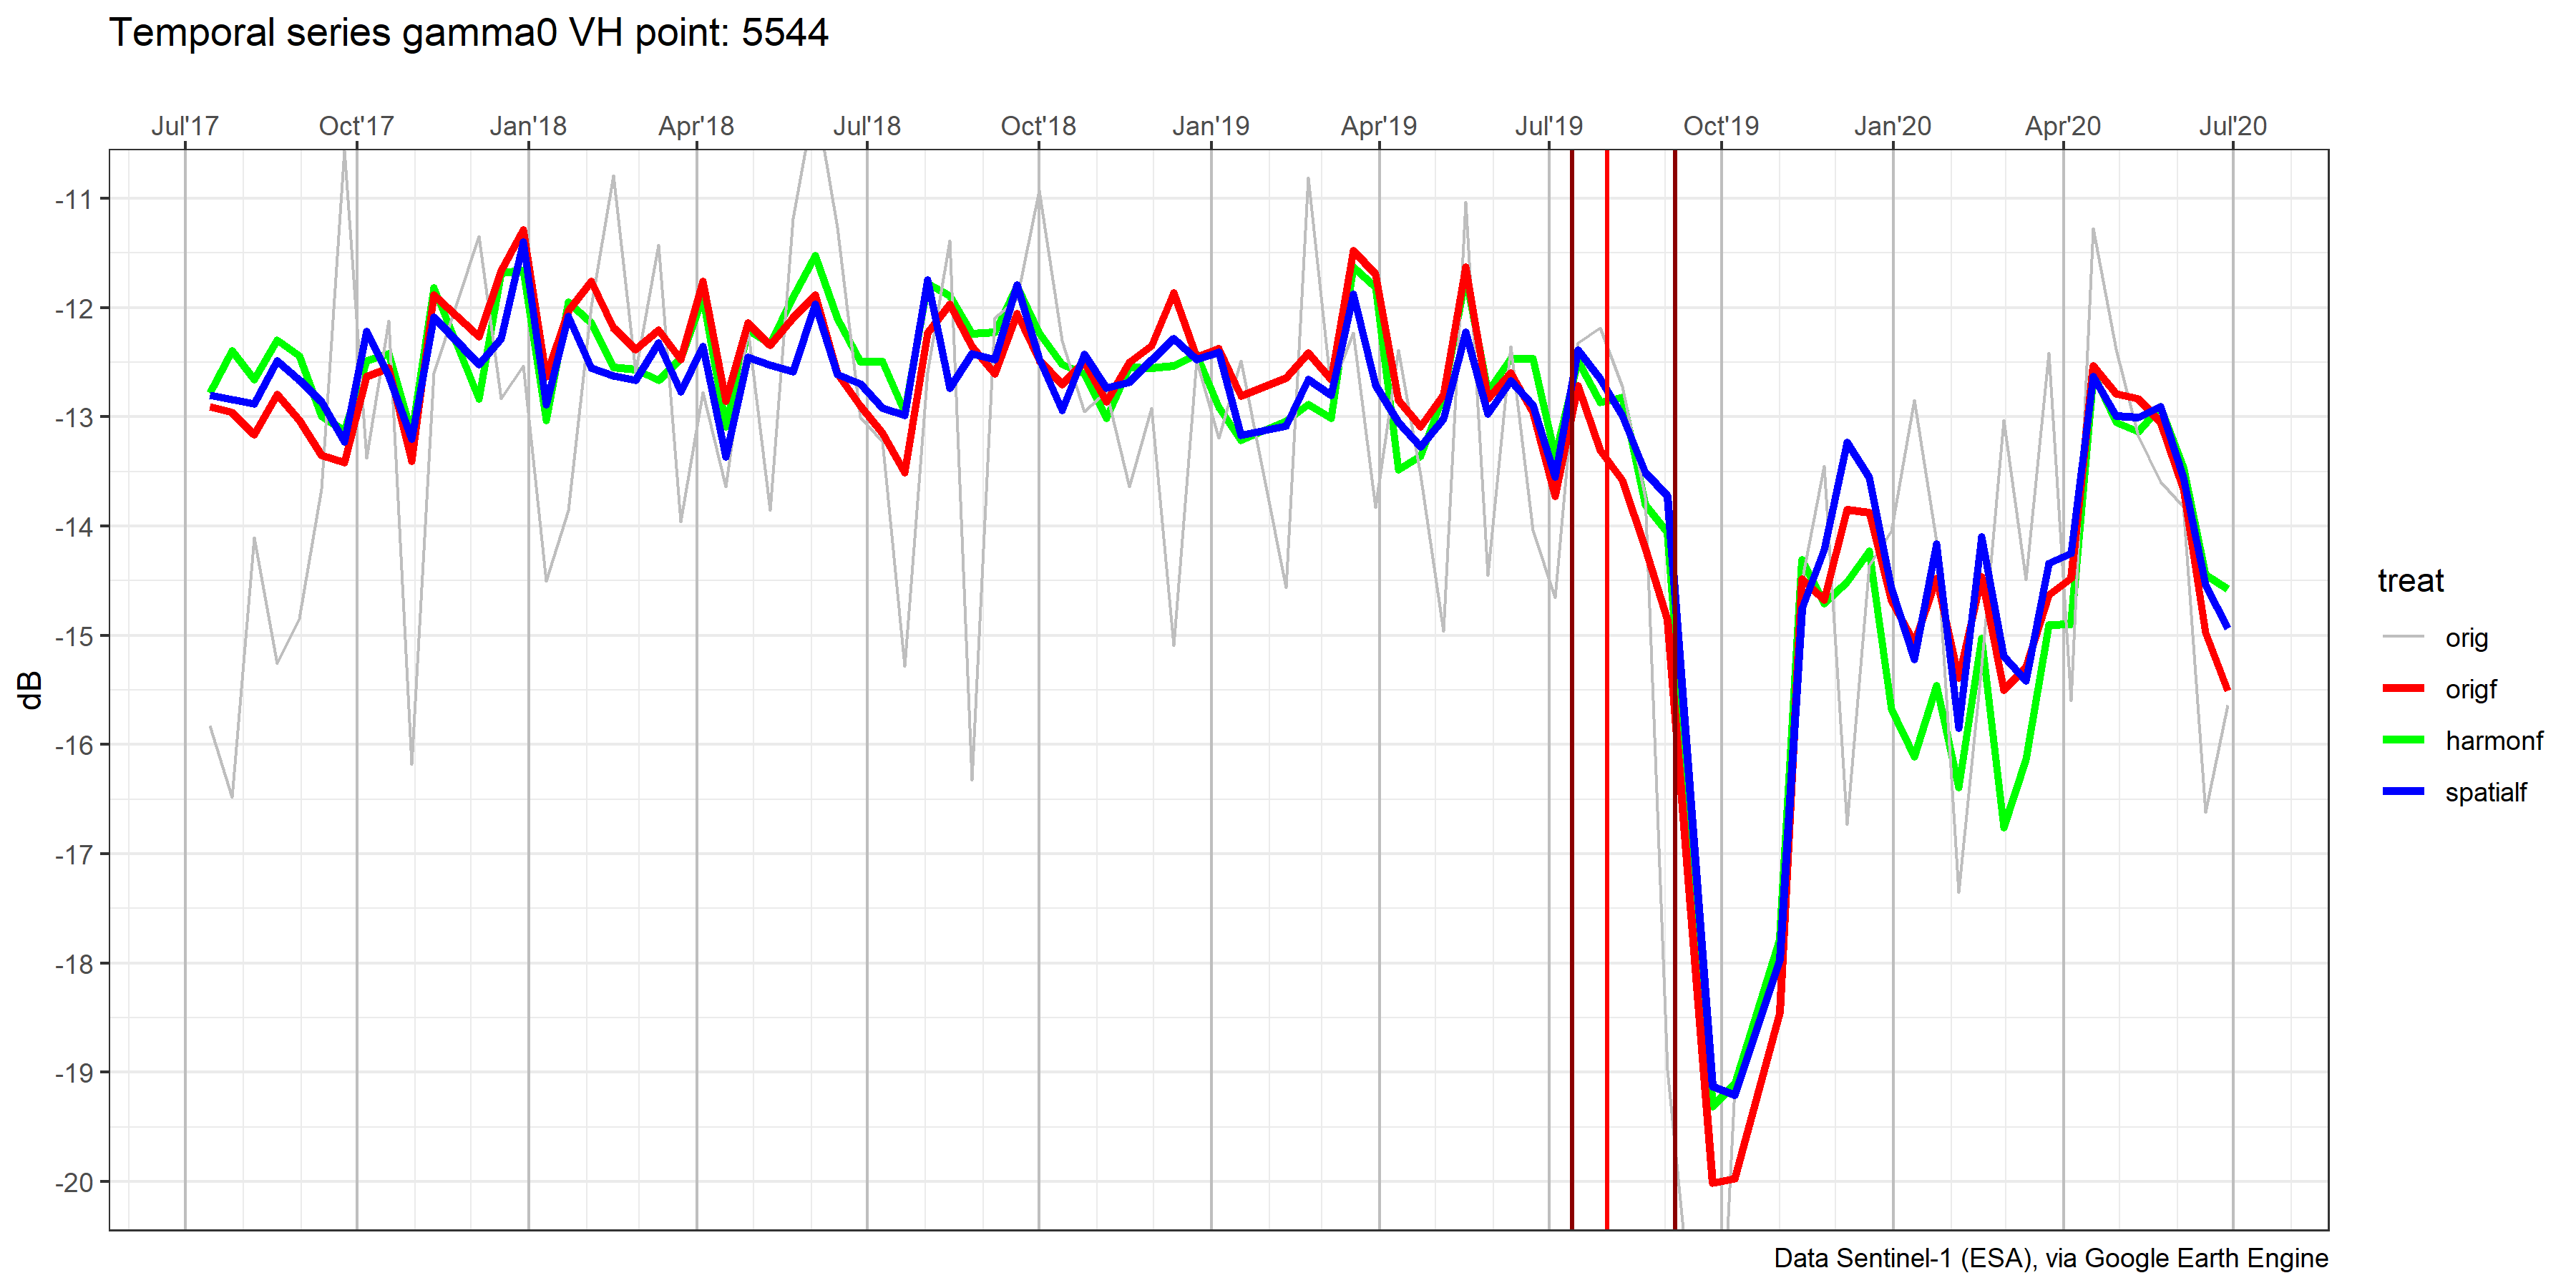 Temporal series gamma0 VH point: 5544
Jul'17 Oct'17 Jan'18 Apr'18 Jul'18 Oct'18 Jan'19 Apr'19 Jul'19 Oct'19 Jan'20 Apr'20 Jul'20
-11
-12
-13
-14
-15
-16
-17
-18
-19
-20
dB
treat
orig
origf
harmonf
spatialf
Data Sentinel-1 (ESA), via Google Earth Engine